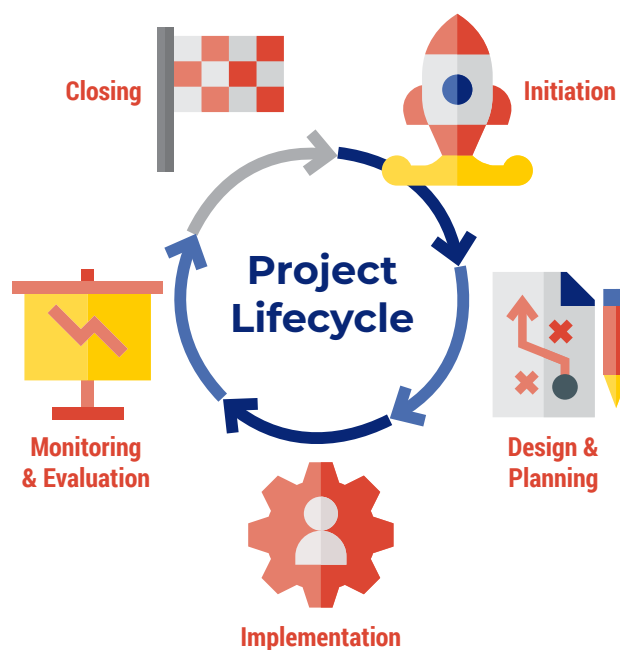 Project
Lifecycle
Initiation
Design &
Planning
Implementation
Monitoring
& Evaluation
Closing